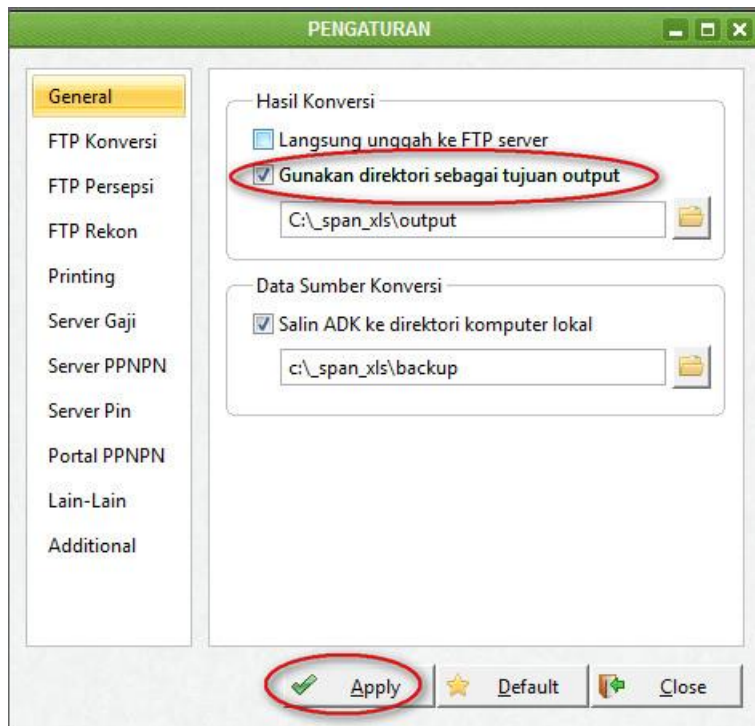 PENGATURAN
General
FTP Konversi
FTP Persepsi
FTP Rekon
Printing
Server Gaji
Server PPNPN
Server Pin
Portal PPNPN
Lain-Lain
Additional
Hasil Konversi
Langsung unggah ke FTP server
Gunakan direktori sebagai tujuan output
C:\_span_xls\output
Data Sumber Konversi
Salin ADK ke direktori komputer lokal
c:\_span_xls\backup
Apply
Default
Close